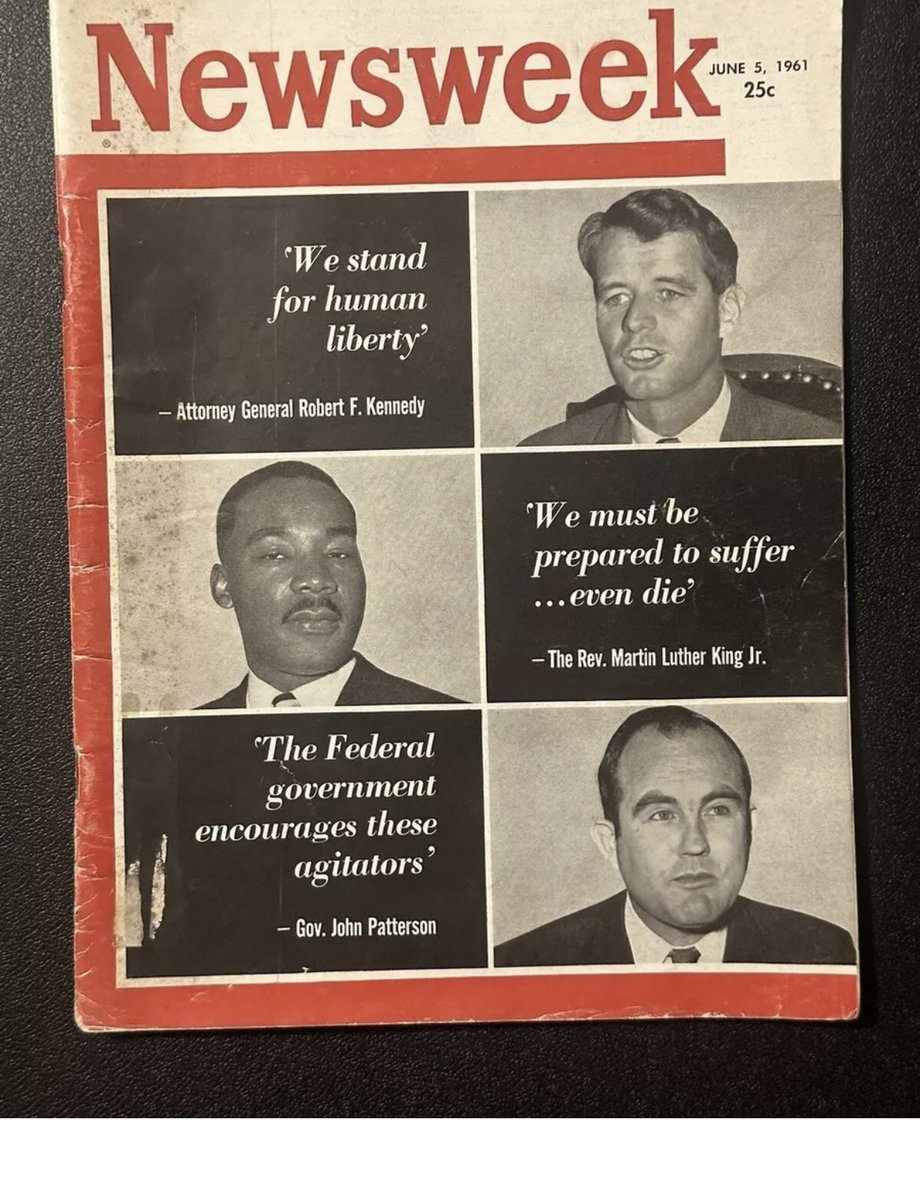 Newsweek
®
JUNE 5, 1961
25c
‘We stand
for human
liberty’
– Attorney General Robert F. Kennedy
‘We must be
prepared to suffer
...even die’
– The Rev. Martin Luther King Jr.
‘The Federal
government
encourages these
agitators’
– Gov. John Patterson